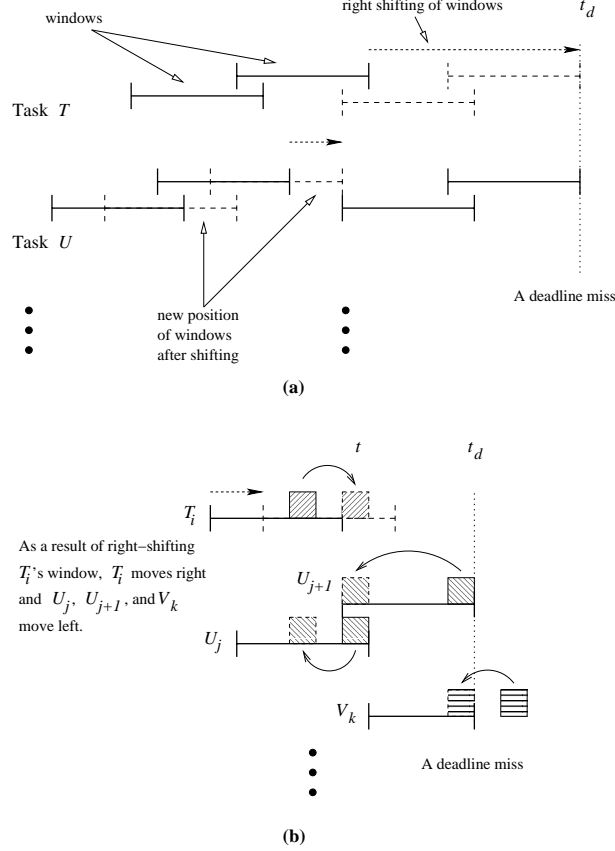 right shifting of windows
t_d
windows
Task T
Task U
A deadline miss
new position
of windows
after shifting
(a)
t
t_d
T_i
As a result of right−shifting
T_i's window, T_i moves right
and U_j, U_{j+1}, and V_k
move left.
U_{j+1}
U_j
V_k
A deadline miss
(b)